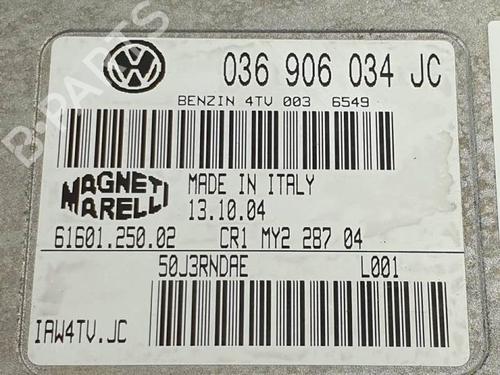 036 906 034 JC
BENZIN 4TV 003 6549
MAGNETI
MARELLI
MADE IN ITALY
13.10.04
61601.250.02 CR1 MY2 287 04
50J3RNDAE L001
IAW4TV.JC
B-PARTS